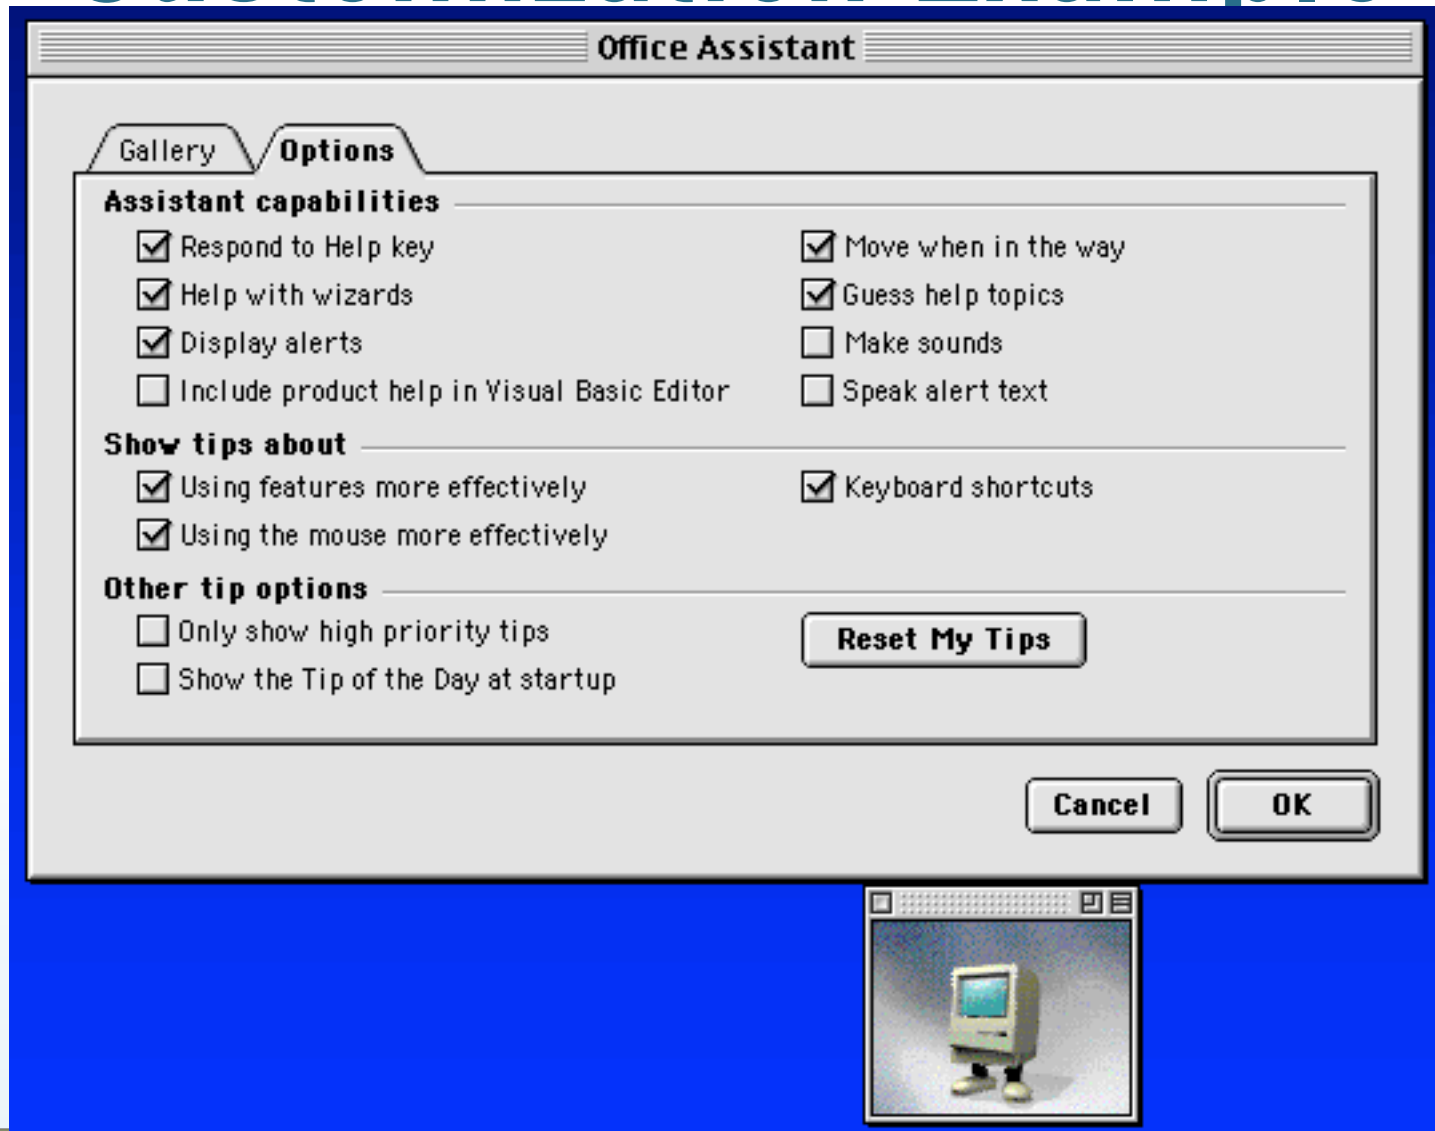 Customization Example
Office Assistant
Gallery
Options
Assistant capabilities
Respond to Help key
Move when in the way
Help with wizards
Guess help topics
Display alerts
Make sounds
Include product help in Visual Basic Editor
Speak alert text
Show tips about
Using features more effectively
Keyboard shortcuts
Using the mouse more effectively
Other tip options
Only show high priority tips
Reset My Tips
Show the Tip of the Day at startup
Cancel
OK